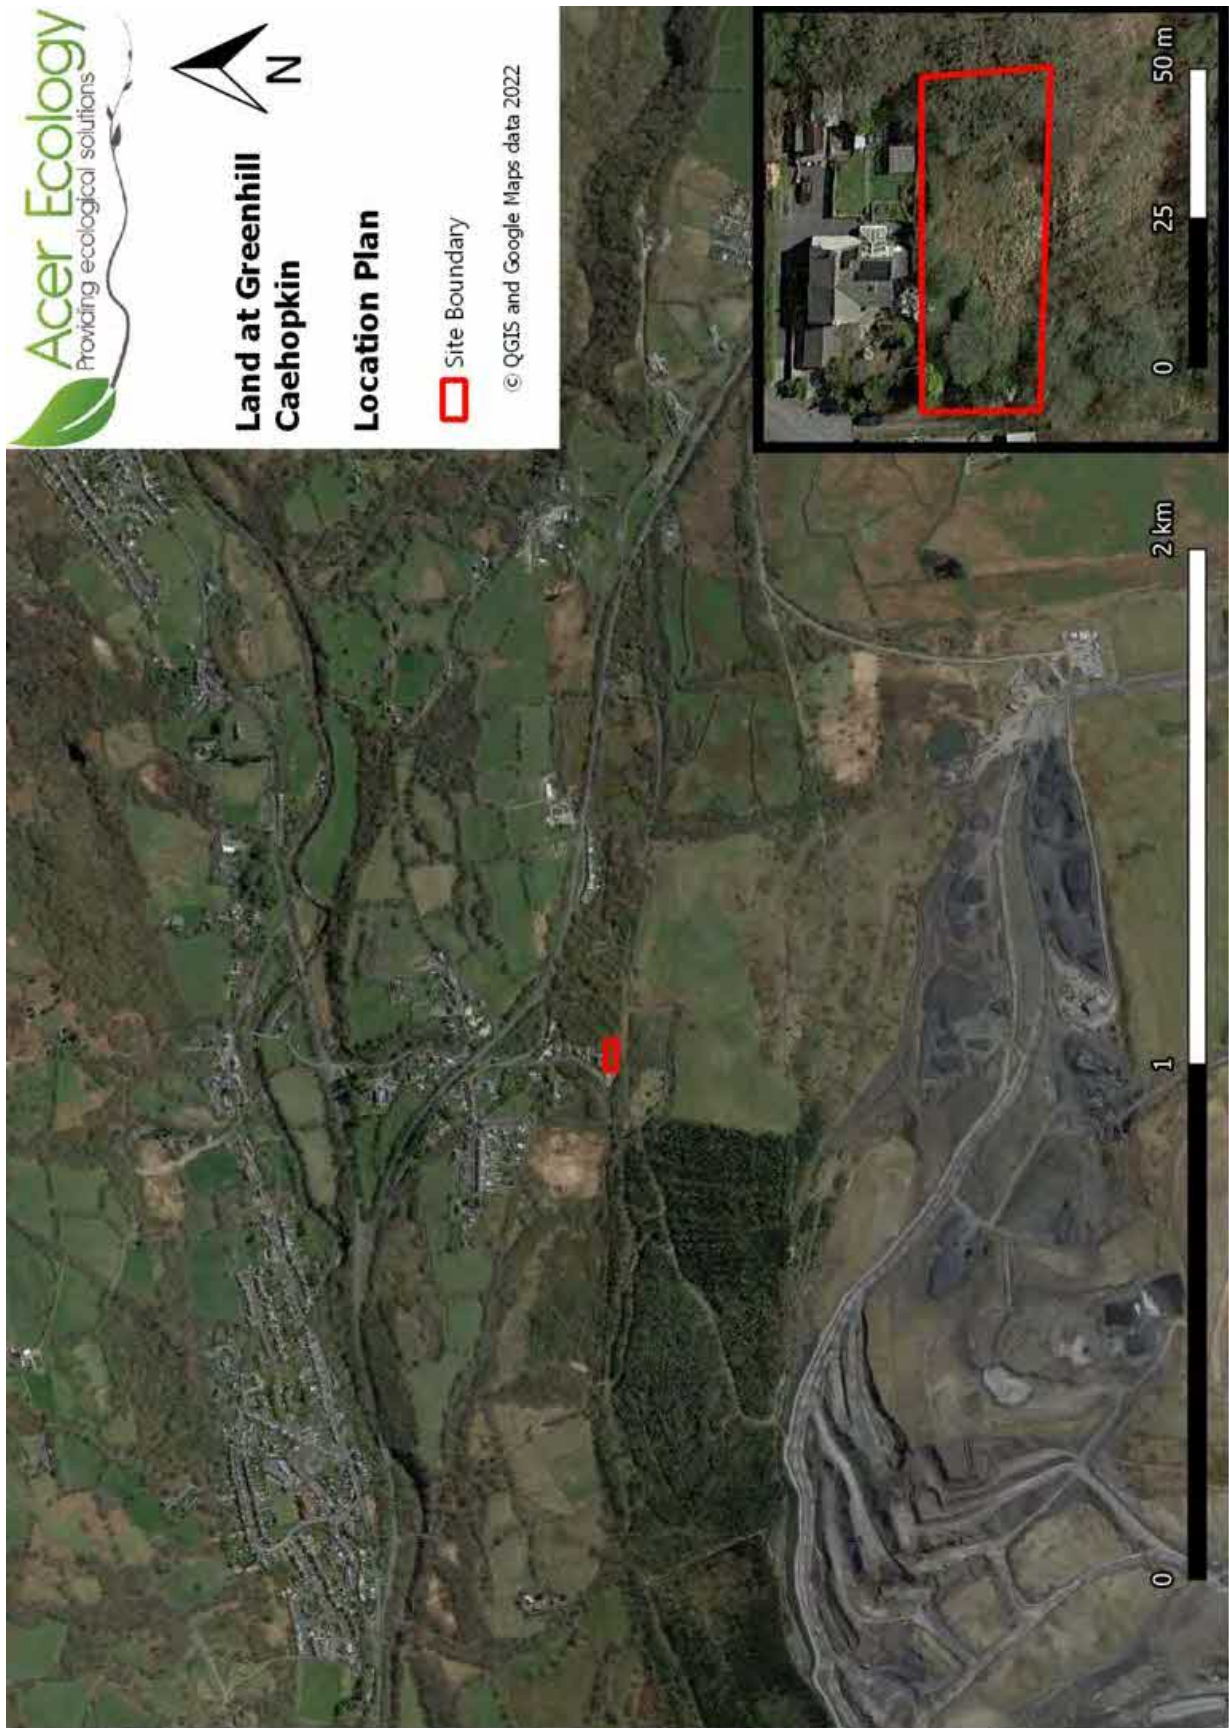 Acer Ecology
Providing ecological solutions
N
Land at Greenhill
Caehopkin
Location Plan
Site Boundary
© QGIS and Google Maps data 2022
0
25
50 m
0
1
2 km